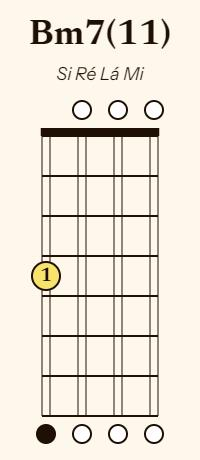 Bm7(11)
Si Ré Lá Mi
1